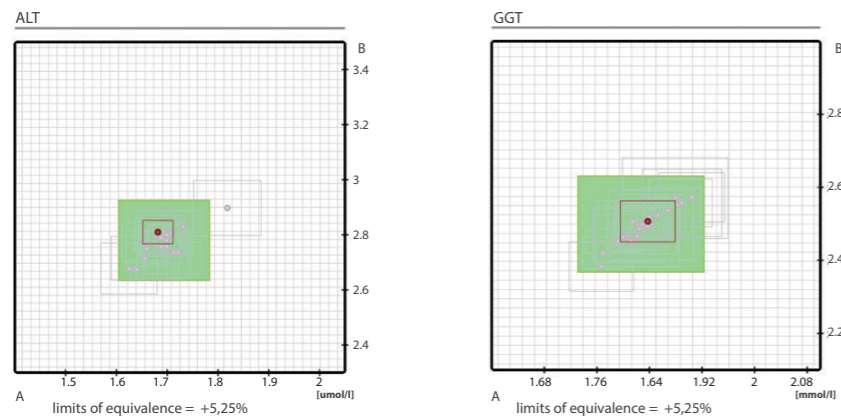 ALT
B
3.4
3.2
3
2.8
2.6
2.4
1.5 1.6 1.7 1.8 1.9 2
A [umol/l]
limits of equivalence = +5,25%
GGT
B
2.8
2.6
2.4
2.2
1.68 1.76 1.64 1.92 2 2.08
A [mmol/l]
limits of equivalence = +5,25%